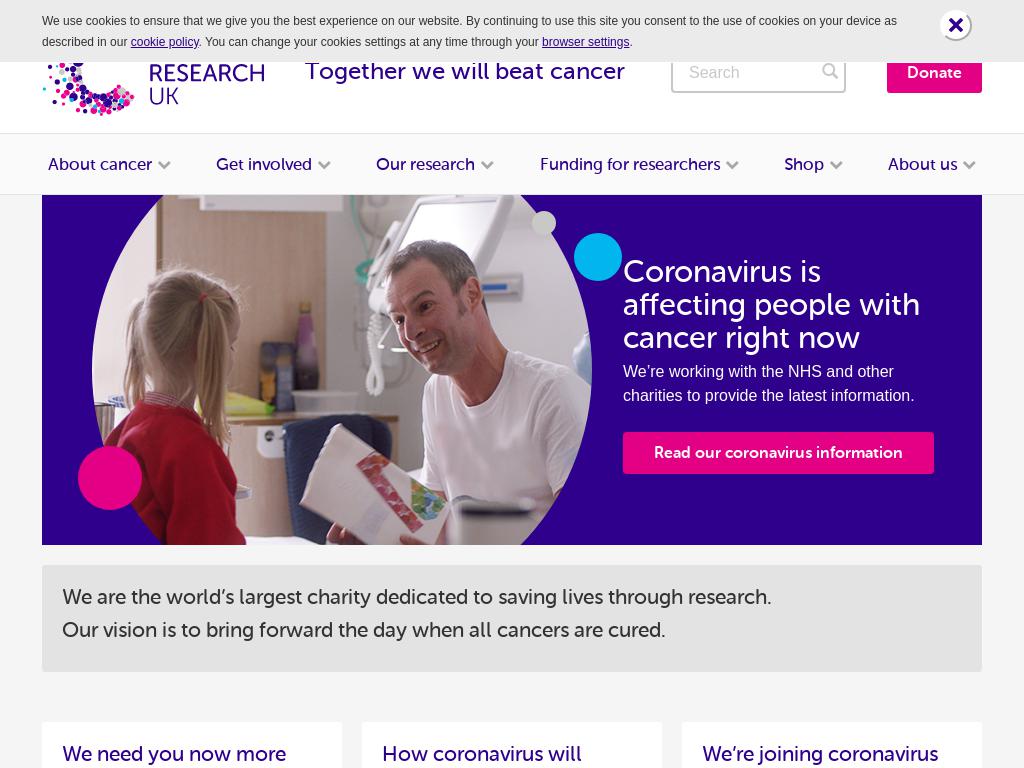 We use cookies to ensure that we give you the best experience on our website. By continuing to use this site you consent to the use of cookies on your device as
described in our cookie policy. You can change your cookies settings at any time through your browser settings.
RESEARCH
UK
Together we will beat cancer
Search
Donate
About cancer
Get involved
Our research
Funding for researchers
Shop
About us
Coronavirus is
affecting people with
cancer right now
We're working with the NHS and other
charities to provide the latest information.
Read our coronavirus information
We are the world's largest charity dedicated to saving lives through research.
Our vision is to bring forward the day when all cancers are cured.
We need you now more
How coronavirus will
We're joining coronavirus